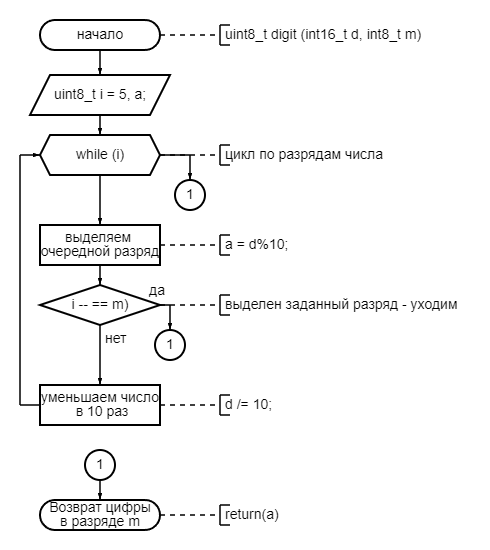 начало
uint8_t digit (int16_t d, int8_t m)
uint8_t i = 5, a;
while (i)
цикл по разрядам числа
1
выделяем
очередной разряд
a = d%10;
да
i -- == m)
выделен заданный разряд - уходим
нет
1
уменьшаем число
в 10 раз
d /= 10;
1
Возврат цифры
в разряде m
return(a)